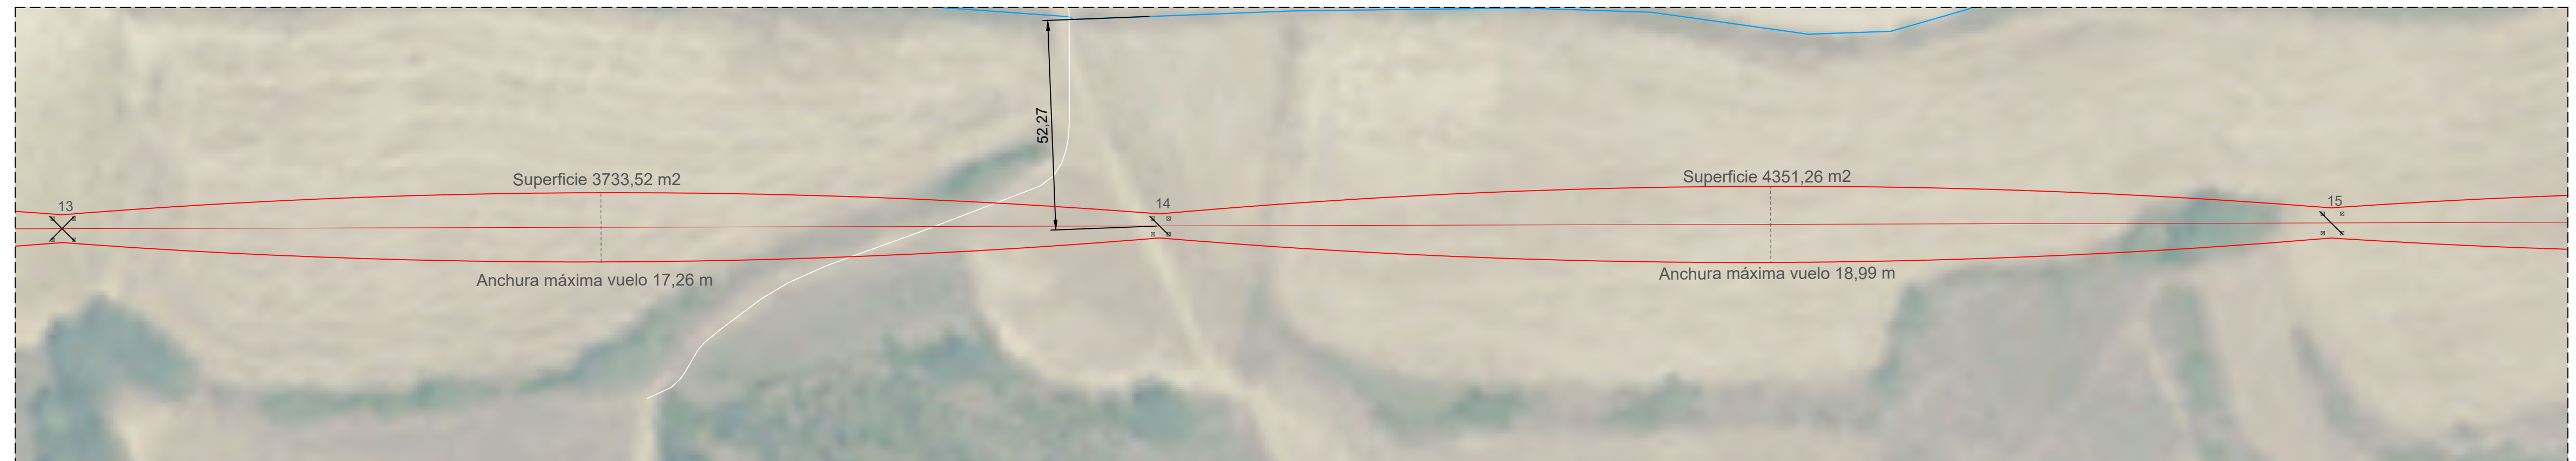 52,27
Superficie 3733,52 m2
Superficie 4351,26 m2
13
14
15
Anchura máxima vuelo 17,26 m
Anchura máxima vuelo 18,99 m